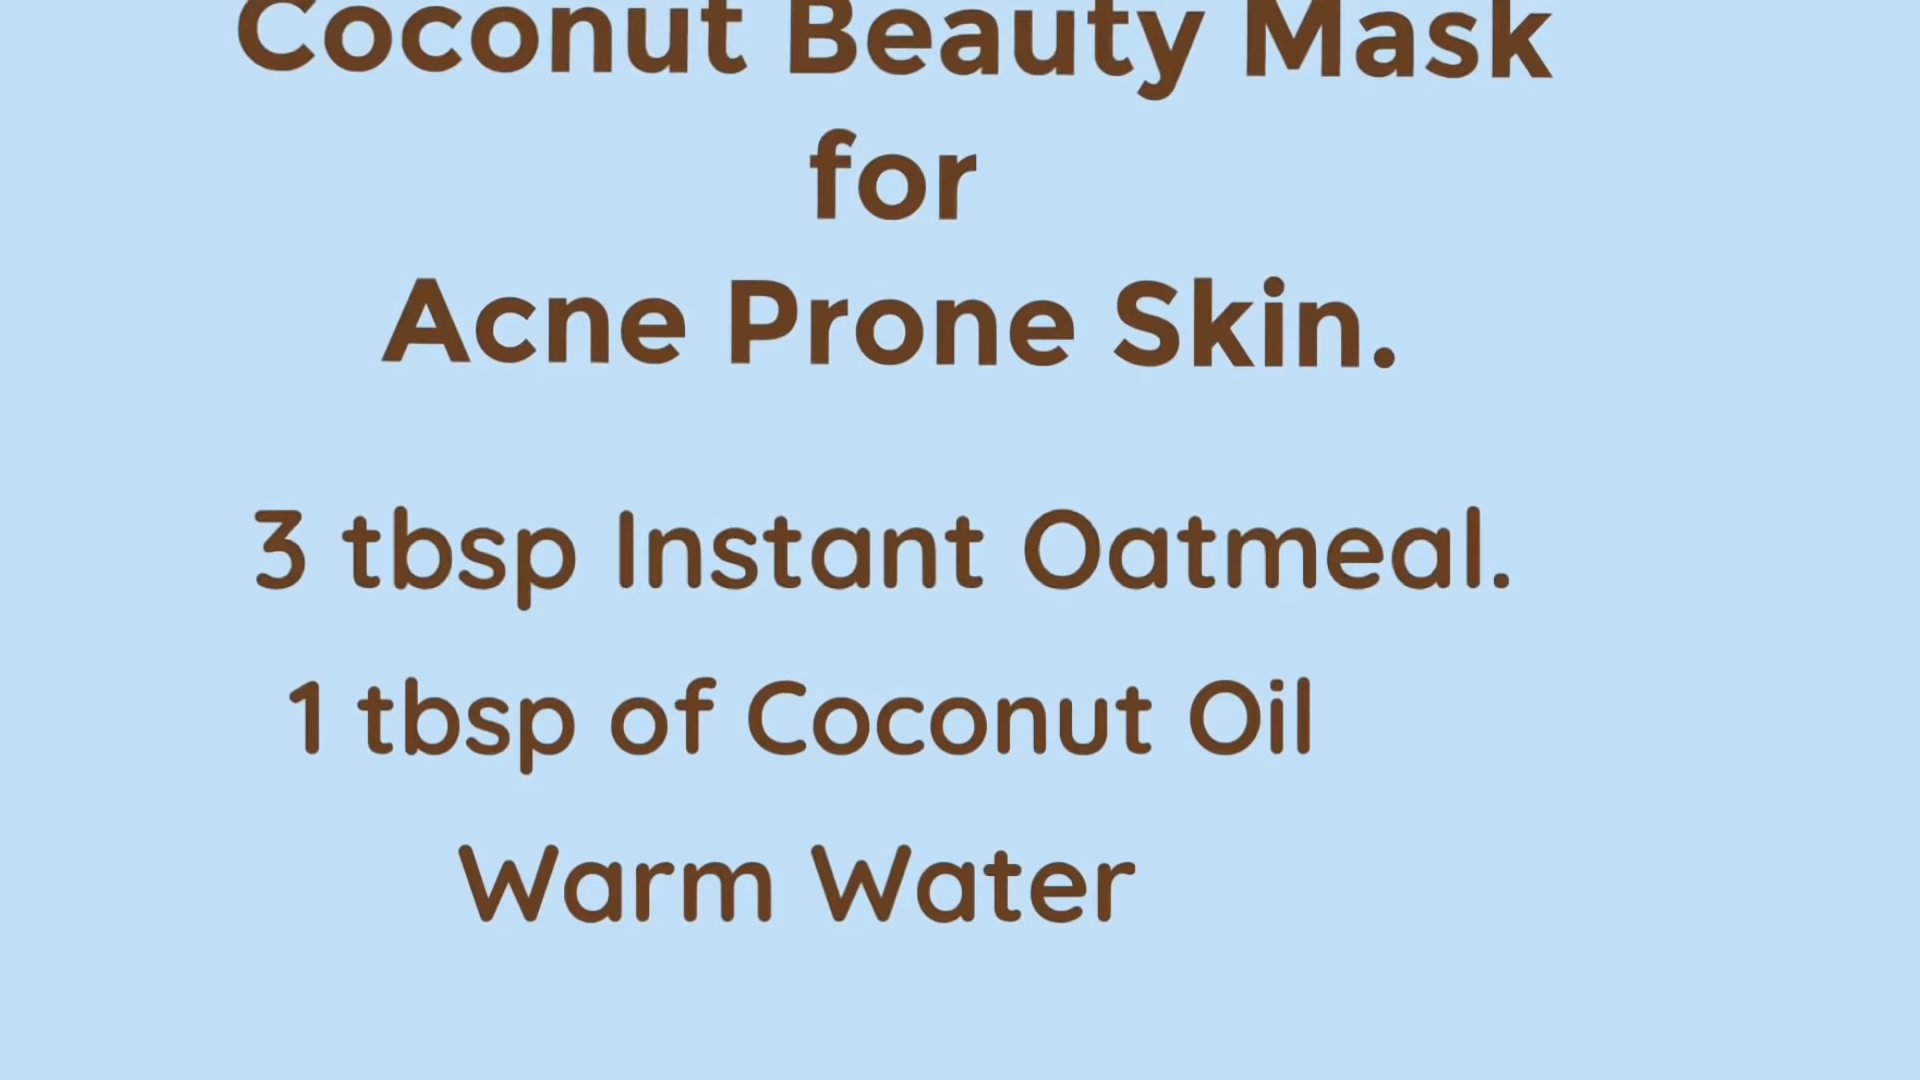 Coconut Beauty Mask
for
Acne Prone Skin.
3 tbsp Instant Oatmeal.
1 tbsp of Coconut Oil
Warm Water